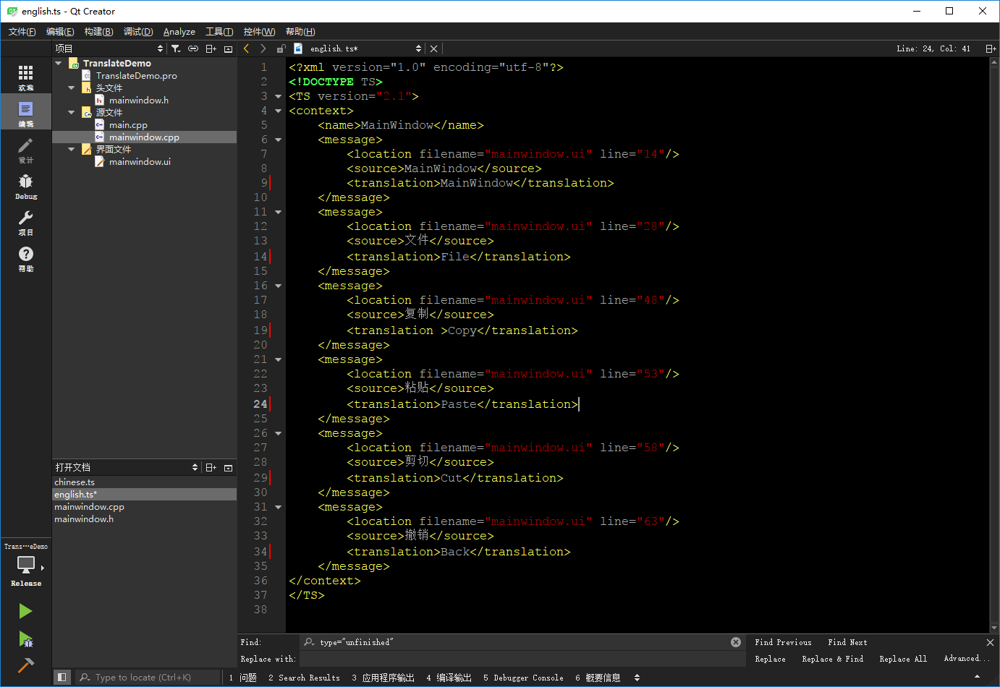 english.ts - Qt Creator
文件(F) 编辑(E) 构建(B) 调试(D) Analyze 工具(T) 控件(W) 帮助(H)
项目
english.ts*
Line: 24, Col: 41
欢迎
编辑
设计
Debug
项目
帮助
TranslateDemo
TranslateDemo.pro
头文件
mainwindow.h
源文件
main.cpp
mainwindow.cpp
界面文件
mainwindow.ui
打开文档
chinese.ts
english.ts*
mainwindow.cpp
mainwindow.h
Trans···eDemo
Release
1 <?xml version="1.0" encoding="utf-8"?>
2 <!DOCTYPE TS>
3 <TS version="2.1">
4 <context>
5 <name>MainWindow</name>
6 <message>
7 <location filename="mainwindow.ui" line="14"/>
8 <source>MainWindow</source>
9 <translation>MainWindow</translation>
10 </message>
11 <message>
12 <location filename="mainwindow.ui" line="28"/>
13 <source>文件</source>
14 <translation>File</translation>
15 </message>
16 <message>
17 <location filename="mainwindow.ui" line="48"/>
18 <source>复制</source>
19 <translation >Copy</translation>
20 </message>
21 <message>
22 <location filename="mainwindow.ui" line="53"/>
23 <source>粘贴</source>
24 <translation>Paste</translation>
25 </message>
26 <message>
27 <location filename="mainwindow.ui" line="58"/>
28 <source>剪切</source>
29 <translation>Cut</translation>
30 </message>
31 <message>
32 <location filename="mainwindow.ui" line="63"/>
33 <source>撤销</source>
34 <translation>Back</translation>
35 </message>
36 </context>
37 </TS>
38
Find: type="unfinished" Find Previous Find Next
Replace with: Replace Replace & Find Replace All Advanced...
Type to locate (Ctrl+K) 1 问题 2 Search Results 3 应用程序输出 4 编译输出 5 Debugger Console 6 概要信息